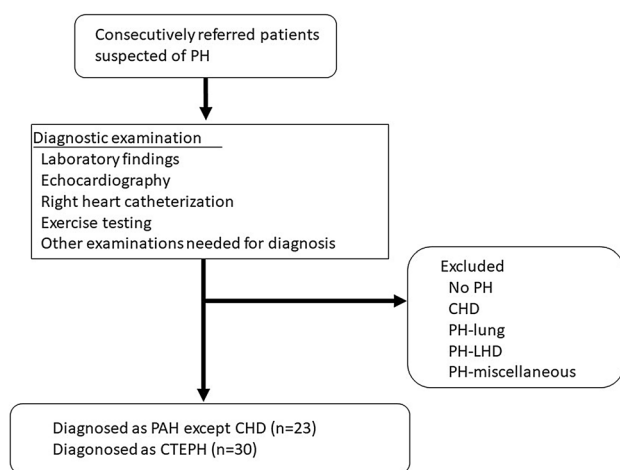 Consecutively referred patients
suspected of PH
Diagnostic examination
Laboratory findings
Echocardiography
Right heart catheterization
Exercise testing
Other examinations needed for diagnosis
Excluded
No PH
CHD
PH-lung
PH-LHD
PH-miscellaneous
Diagnosed as PAH except CHD (n=23)
Diagonosed as CTEPH (n=30)